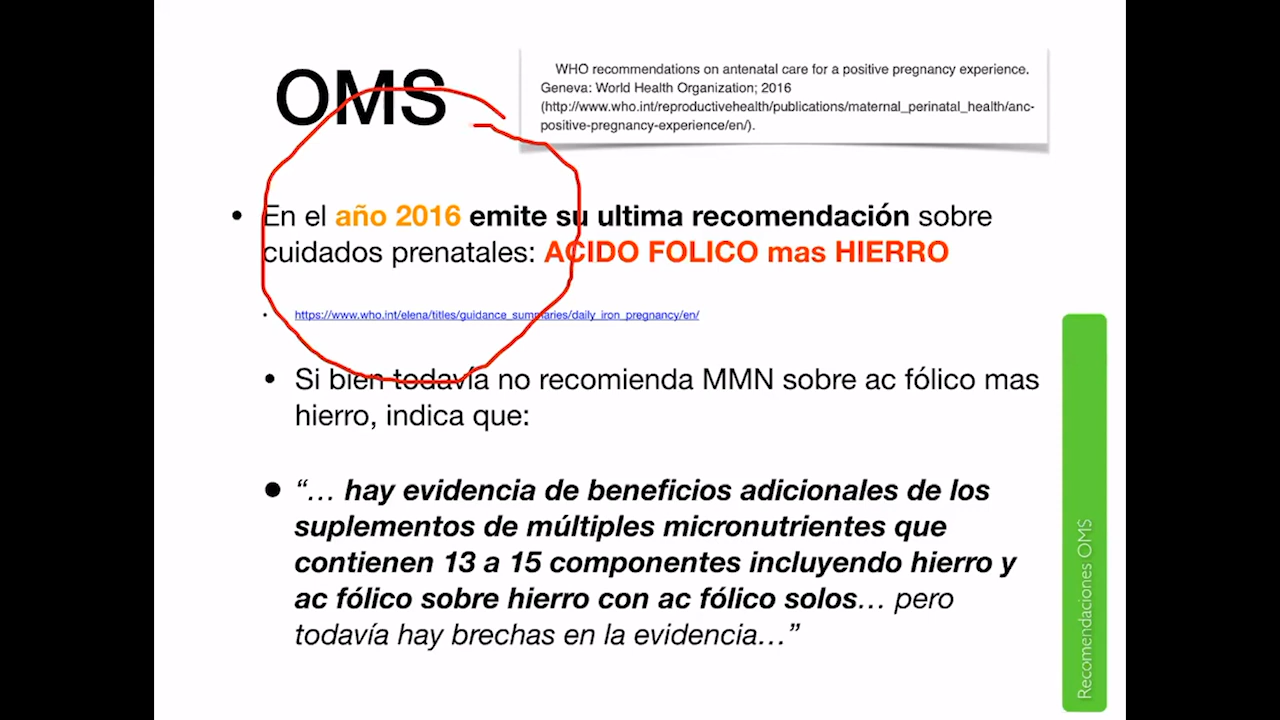 OMS
WHO recommendations on antenatal care for a positive pregnancy experience.
Geneva: World Health Organization; 2016
(http://www.who.int/reproductivehealth/publications/maternal_perinatal_health/anc-
positive-pregnancy-experience/en/).
• En el año 2016 emite su ultima recomendación sobre
cuidados prenatales: ACIDO FOLICO mas HIERRO
• https://www.who.int/elena/titles/guidance_summaries/daily_iron_pregnancy/en/
• Si bien todavía no recomienda MMN sobre ac fólico mas
hierro, indica que:
• “… hay evidencia de beneficios adicionales de los
suplementos de múltiples micronutrientes que
contienen 13 a 15 componentes incluyendo hierro y
ac fólico sobre hierro con ac fólico solos… pero
todavía hay brechas en la evidencia…”
Recomendaciones OMS